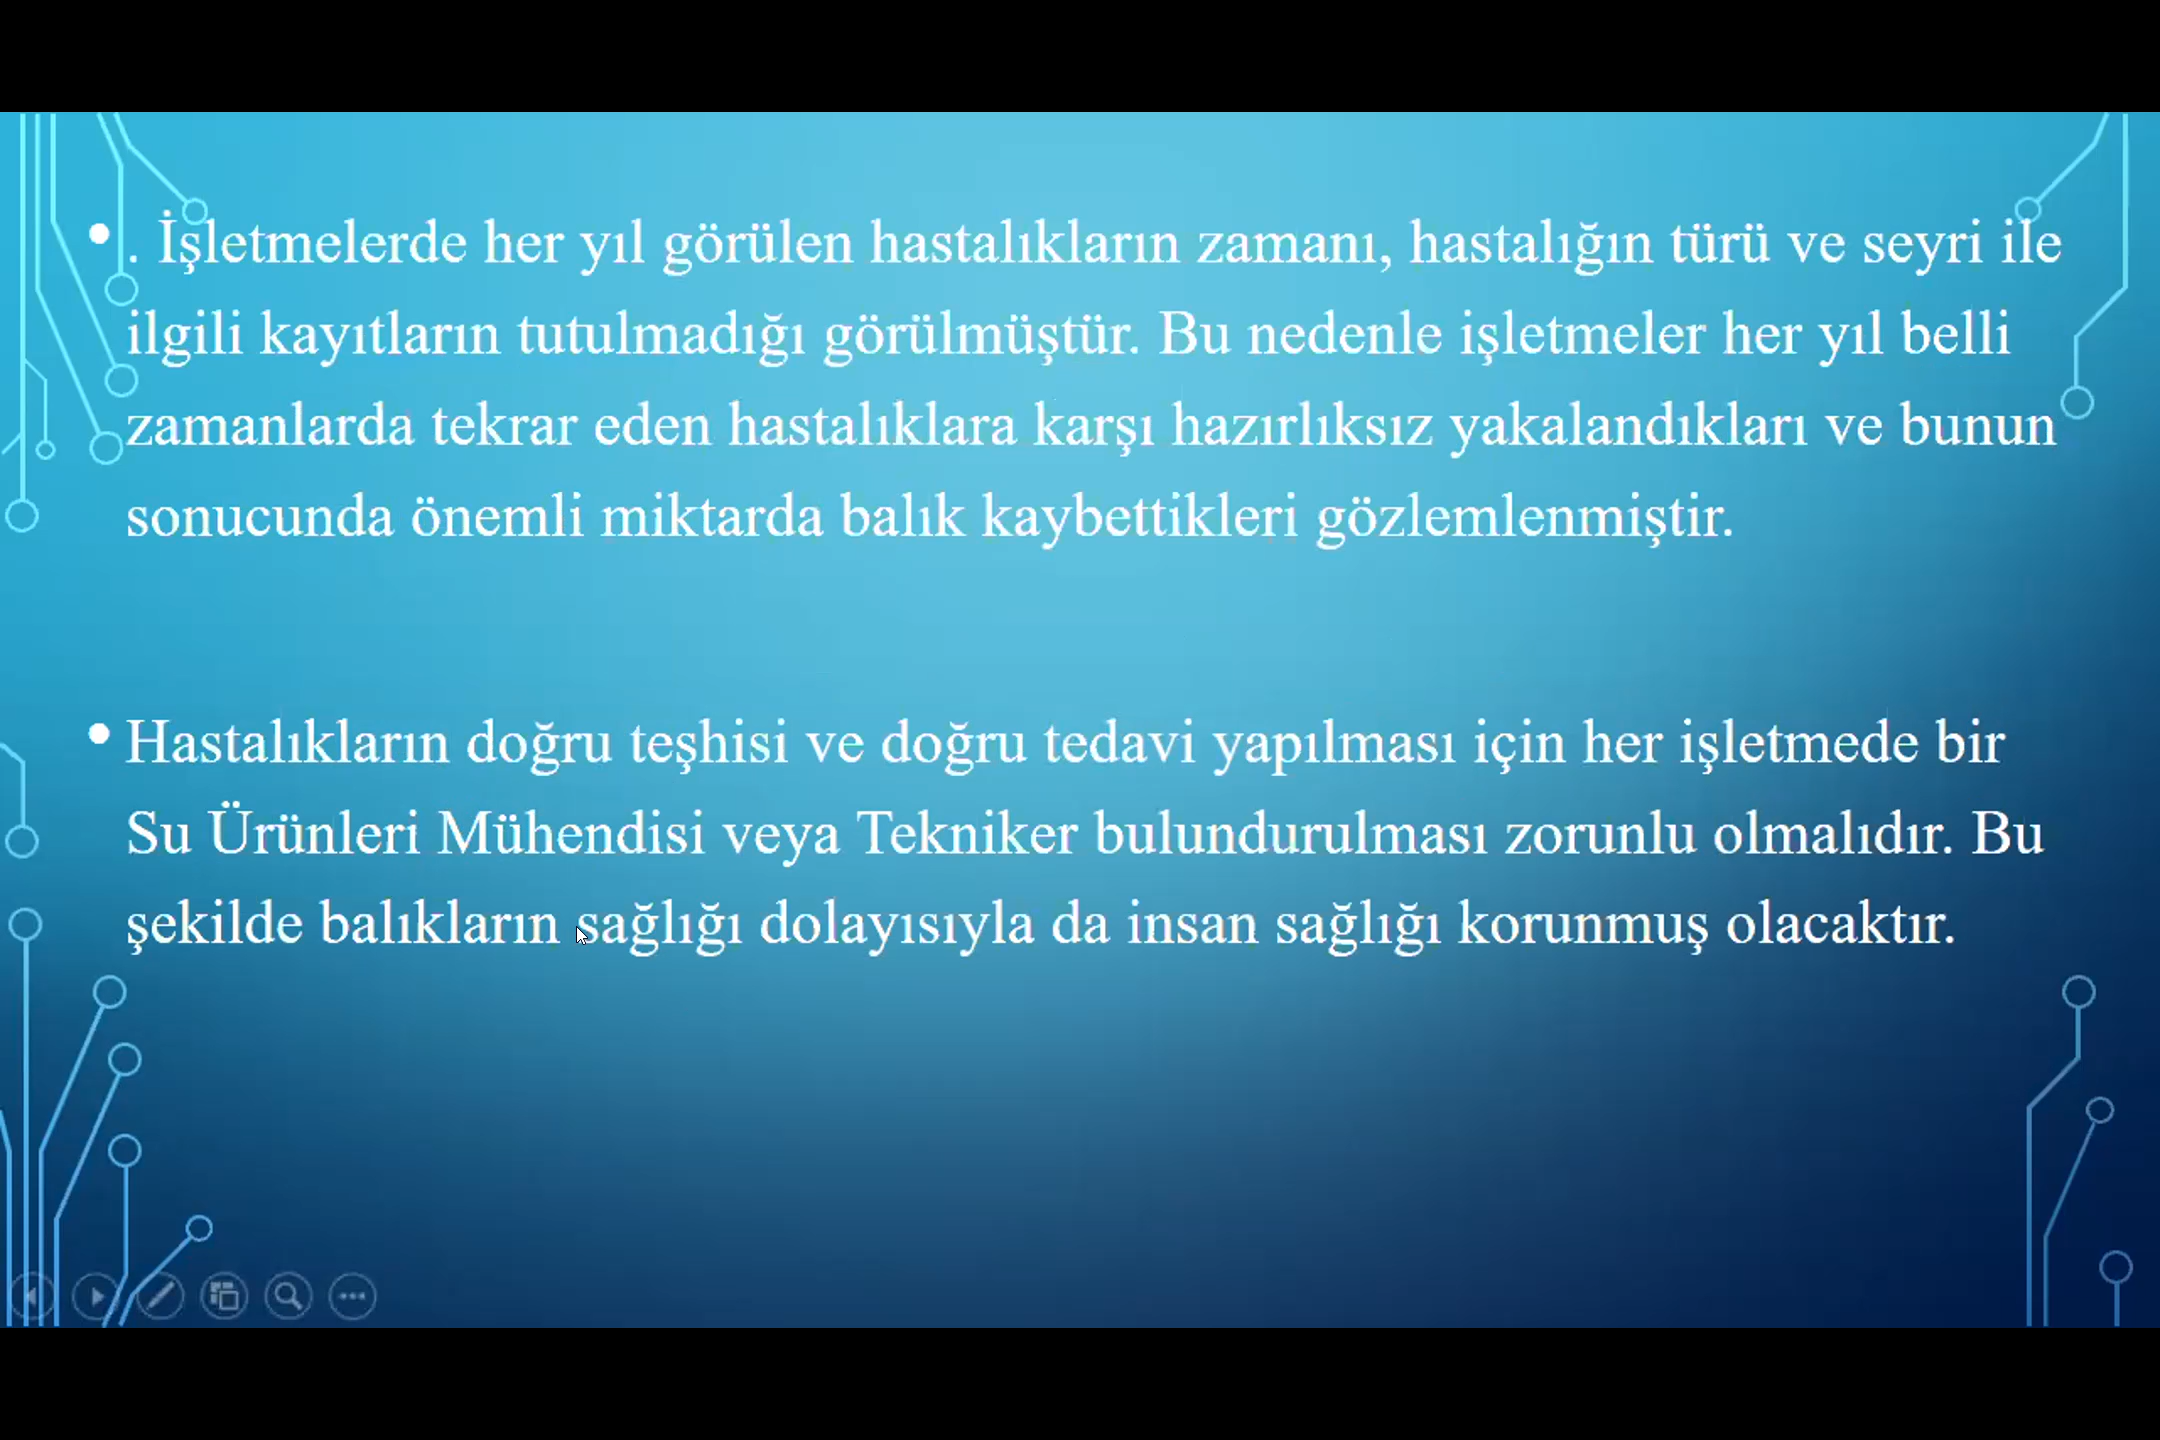 • . İşletmelerde her yıl görülen hastalıkların zamanı, hastalığın türü ve seyri ile
ilgili kayıtların tutulmadığı görülmüştür. Bu nedenle işletmeler her yıl belli
zamanlarda tekrar eden hastalıklara karşı hazırlıksız yakalandıkları ve bunun
sonucunda önemli miktarda balık kaybettikleri gözlemlenmiştir.
• Hastalıkların doğru teşhisi ve doğru tedavi yapılması için her işletmede bir
Su Ürünleri Mühendisi veya Tekniker bulundurulması zorunlu olmalıdır. Bu
şekilde balıkların sağlığı dolayısıyla da insan sağlığı korunmuş olacaktır.